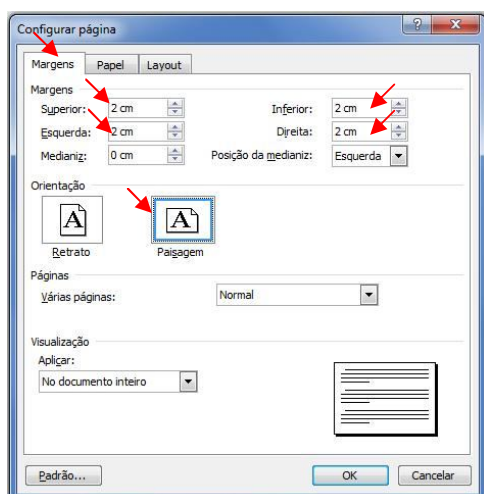 Configurar página
Margens Papel Layout
Margens
Superior: 2 cm Inferior: 2 cm
Esquerda: 2 cm Direita: 2 cm
Medianiz: 0 cm Posição da medianiz: Esquerda
Orientação
A A
Retrato Paisagem
Páginas
Várias páginas: Normal
Visualização
Aplicar:
No documento inteiro
Padrão... OK Cancelar